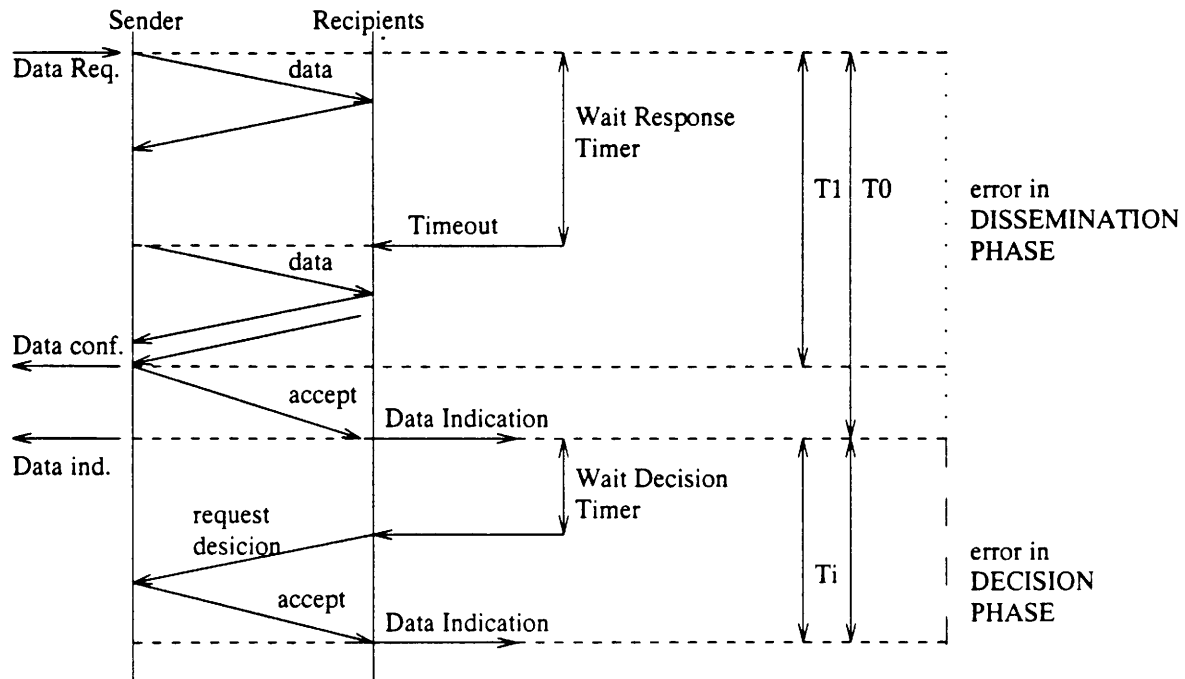 Sender
Recipients
Data Req.
data
Wait Response
Timer
T1
T0
error in
DISSEMINATION
PHASE
Timeout
data
Data conf.
accept
Data Indication
Data ind.
Wait Decision
Timer
request
desicion
Ti
error in
DECISION
PHASE
accept
Data Indication